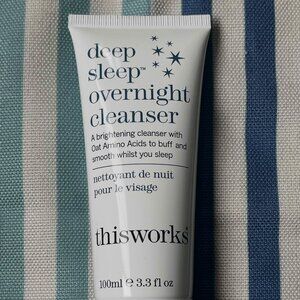 deep
sleep™
overnight
cleanser
A brightening cleanser with
Oat Amino Acids to buff and
smooth whilst you sleep
nettoyant de nuit
pour le visage
thisworks®
100ml ℮ 3.3 fl oz